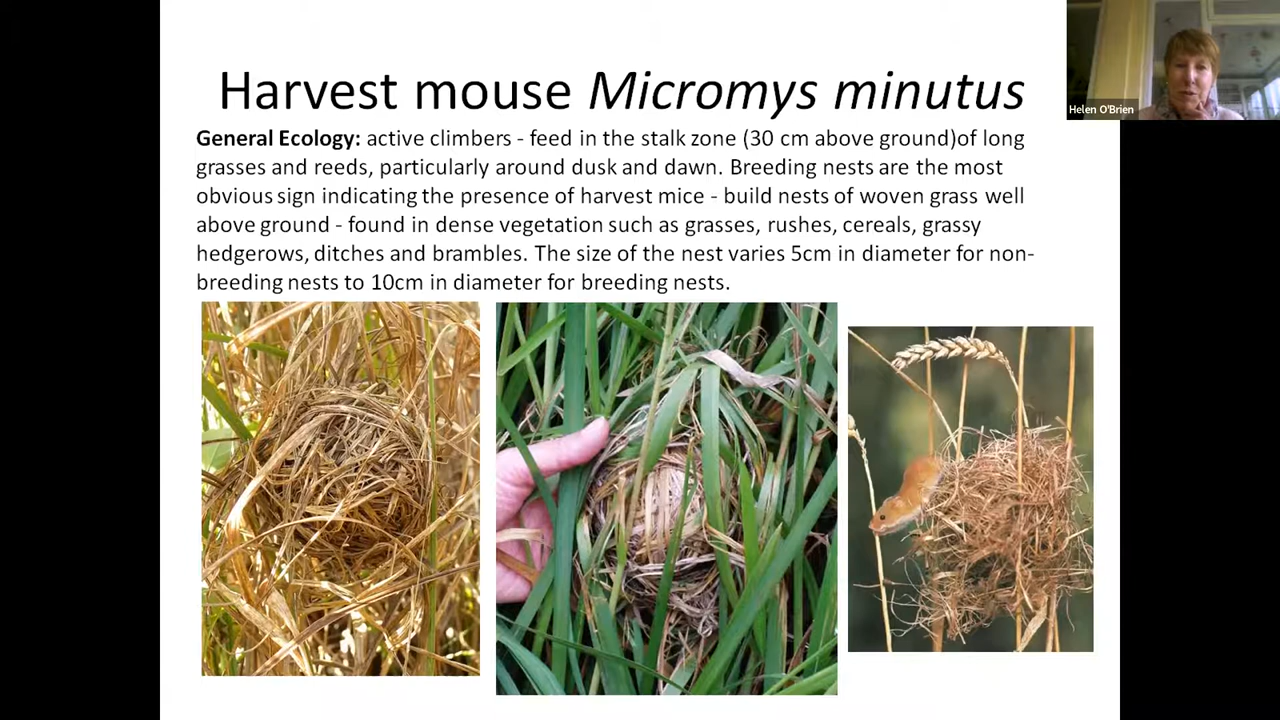 Harvest mouse Micromys minutus
Helen O'Brien
General Ecology: active climbers - feed in the stalk zone (30 cm above ground)of long
grasses and reeds, particularly around dusk and dawn. Breeding nests are the most
obvious sign indicating the presence of harvest mice - build nests of woven grass well
above ground - found in dense vegetation such as grasses, rushes, cereals, grassy
hedgerows, ditches and brambles. The size of the nest varies 5cm in diameter for non-
breeding nests to 10cm in diameter for breeding nests.